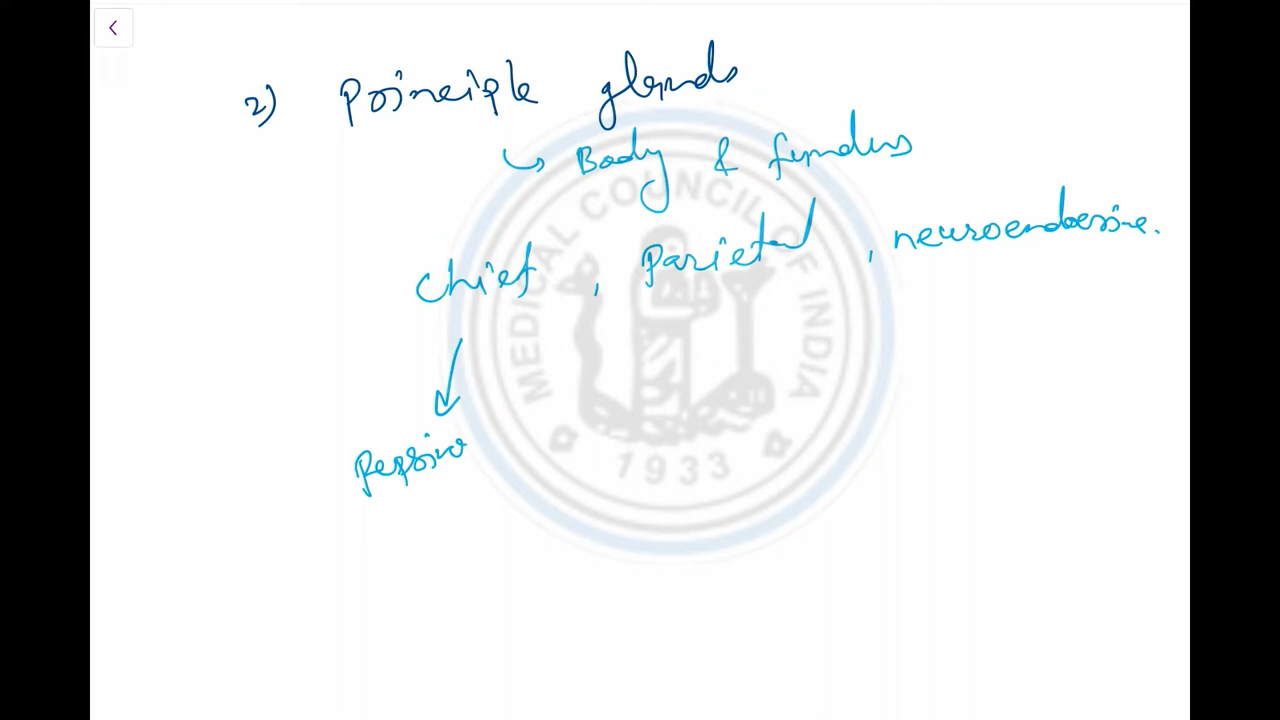 2) Principle glands
↳ Body & fundus
Chief, Parietal, neuroendocrine.
↓
Pepsin
MEDICAL COUNCIL OF INDIA
1933